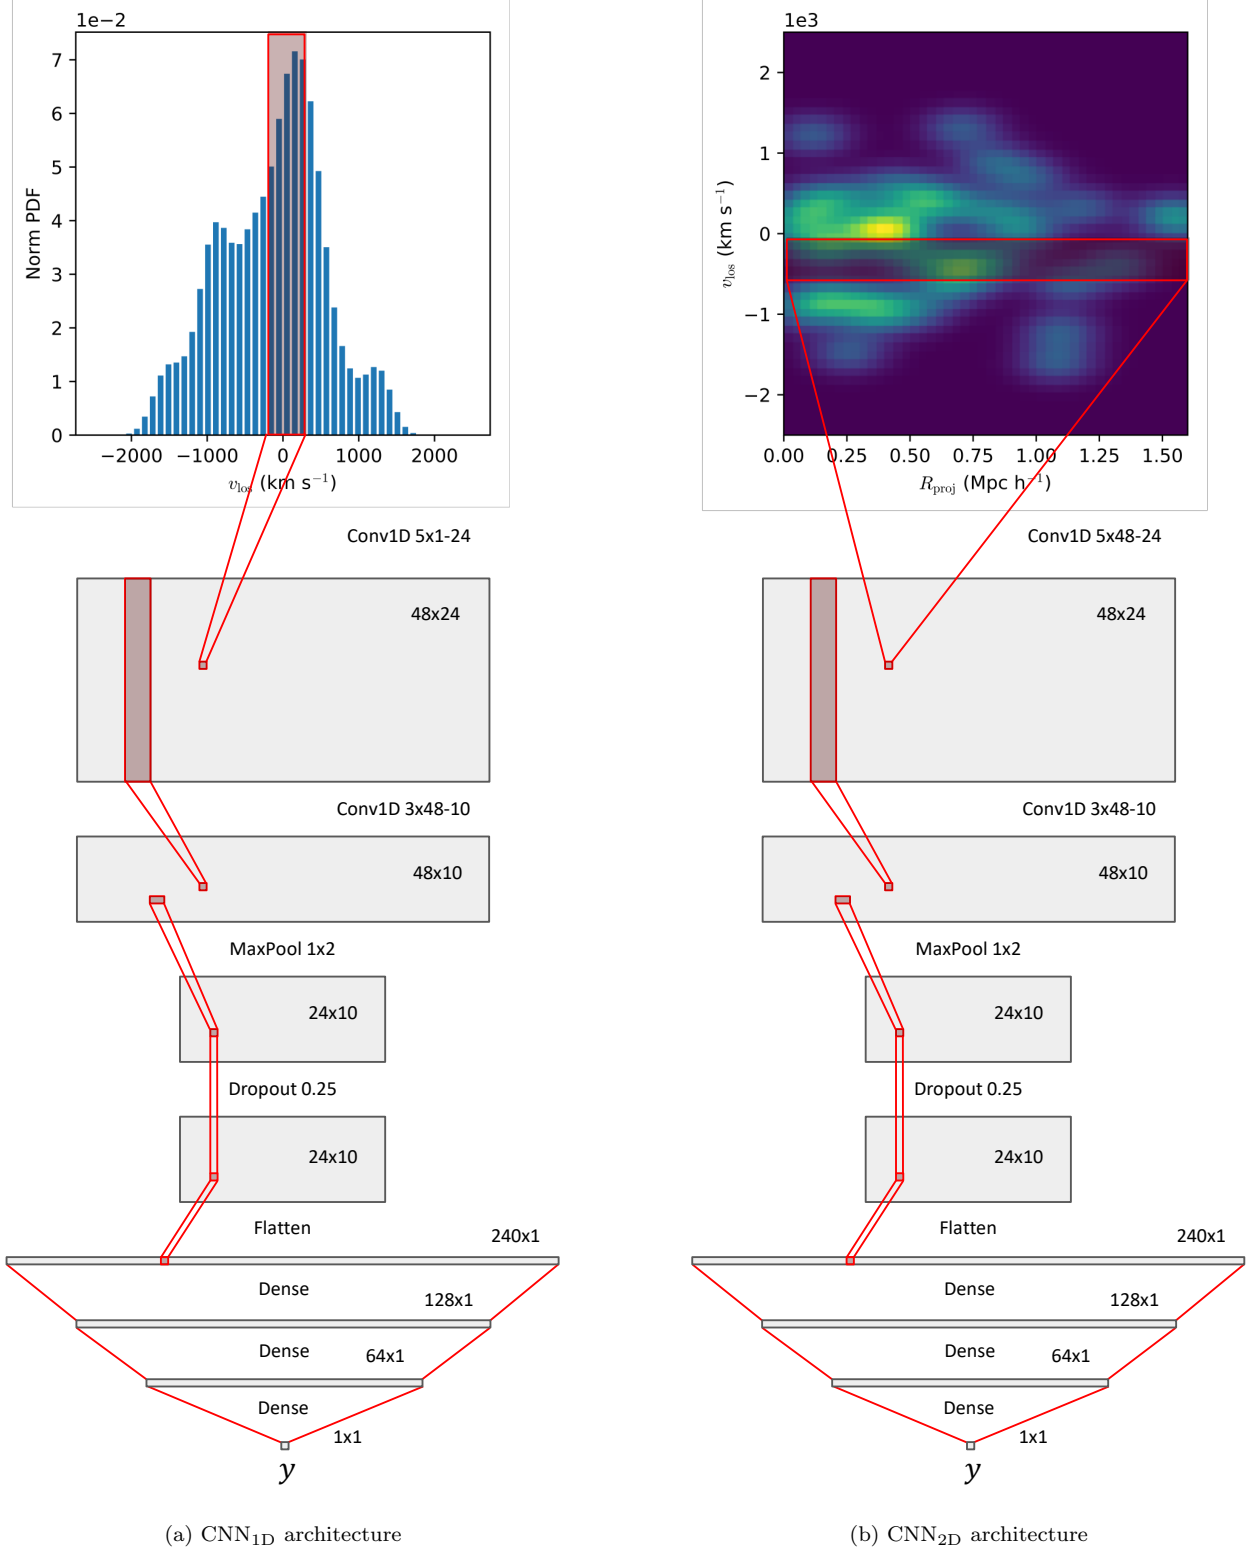 1e−2
7
6
5
4
3
2
1
0
Norm PDF
−2000 −1000 0 1000 2000
v_los (km s⁻¹)
Conv1D 5x1-24
48x24
Conv1D 3x48-10
48x10
MaxPool 1x2
24x10
Dropout 0.25
24x10
Flatten
240x1
Dense
128x1
Dense
64x1
Dense
1x1
y
(a) CNN₁D architecture
1e3
2
1
0
−1
−2
v_los (km s⁻¹)
0.00 0.25 0.50 0.75 1.00 1.25 1.50
R_proj (Mpc h⁻¹)
Conv1D 5x48-24
48x24
Conv1D 3x48-10
48x10
MaxPool 1x2
24x10
Dropout 0.25
24x10
Flatten
240x1
Dense
128x1
Dense
64x1
Dense
1x1
y
(b) CNN₂D architecture